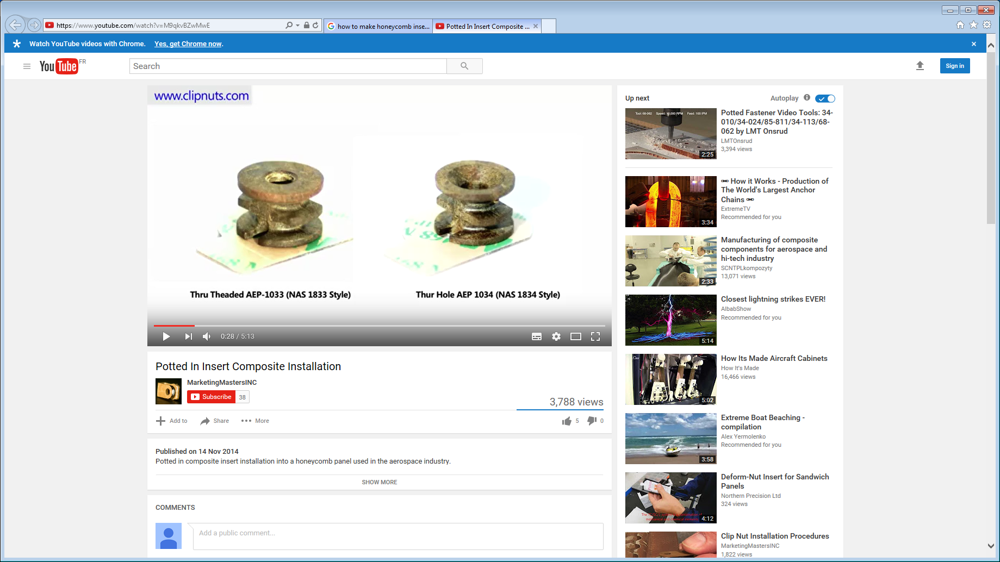 https://www.youtube.com/watch?v=M9qkvBZwMwE
how to make honeycomb inse...
Potted In Insert Composite ...
Watch YouTube videos with Chrome. Yes, get Chrome now.
YouTube FR
Search
Sign in
www.clipnuts.com
Thru Theaded AEP-1033 (NAS 1833 Style)
Thur Hole AEP 1034 (NAS 1834 Style)
0:28 / 5:13
Potted In Insert Composite Installation
MarketingMastersINC
Subscribe 38
3,788 views
Add to Share More
5 0
Published on 14 Nov 2014
Potted in composite insert installation into a honeycomb panel used in the aerospace industry.
SHOW MORE
COMMENTS
Add a public comment...
Up next
Autoplay
Tool: 68-062 Speed: 10,000 RPM Feed: 100 IPM
2:25
Potted Fastener Video Tools: 34-
010/34-024/85-811/34-113/68-
062 by LMT Onsrud
LMTOnsrud
3,394 views
3:34
How it Works - Production of
The World's Largest Anchor
Chains
ExtremeTV
Recommended for you
2:33
Manufacturing of composite
components for aerospace and
hi-tech industry
SCNTPLkompozyty
13,071 views
5:14
Closest lightning strikes EVER!
AlbabShow
Recommended for you
5:02
How Its Made Aircraft Cabinets
How It's Made
16,466 views
3:58
Extreme Boat Beaching -
compilation
Alex Yermolenko
Recommended for you
4:12
Deform-Nut Insert for Sandwich
Panels
Northern Precision Ltd
324 views
Clip Nut Installation Procedures
MarketingMastersINC
1,822 views